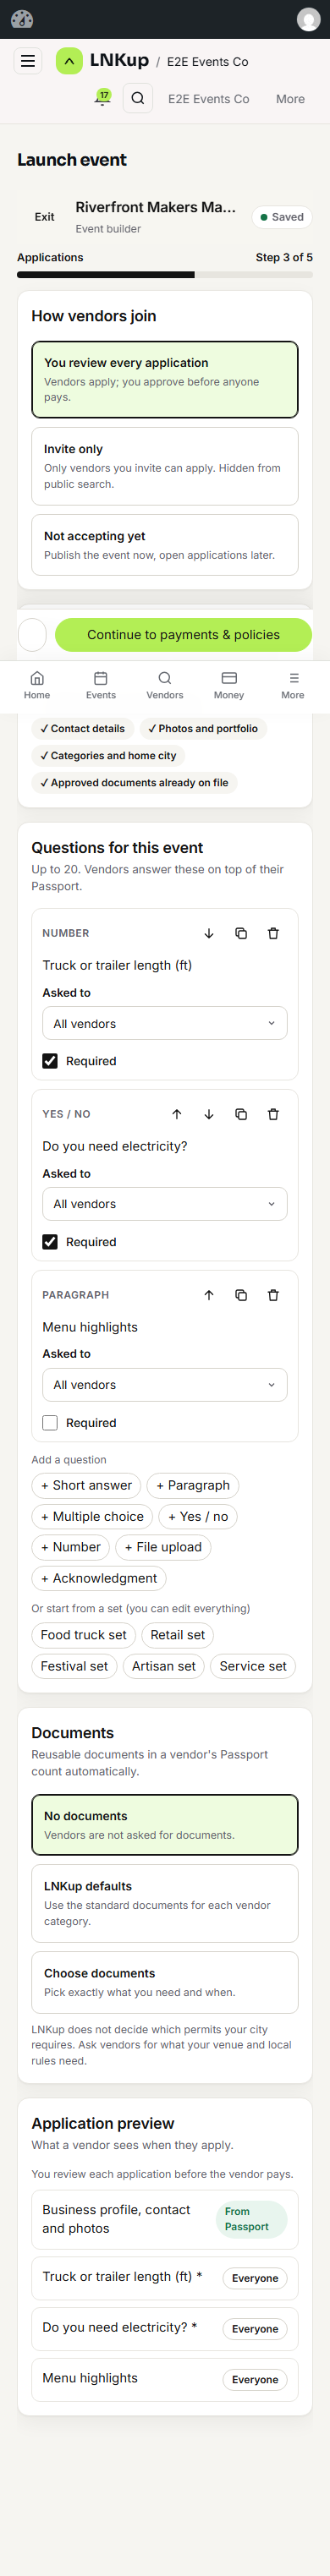 LNKup / E2E Events Co
17
E2E Events Co
More
Launch event
Exit
Riverfront Makers Ma...
Event builder
Saved
Applications
Step 3 of 5
How vendors join
You review every application
Vendors apply; you approve before anyone
pays.
Invite only
Only vendors you invite can apply. Hidden from
public search.
Not accepting yet
Publish the event now, open applications later.
Continue to payments & policies
Home
Events
Vendors
Money
More
✓ Contact details
✓ Photos and portfolio
✓ Categories and home city
✓ Approved documents already on file
Questions for this event
Up to 20. Vendors answer these on top of their
Passport.
NUMBER
Truck or trailer length (ft)
Asked to
All vendors
Required
YES / NO
Do you need electricity?
Asked to
All vendors
Required
PARAGRAPH
Menu highlights
Asked to
All vendors
Required
Add a question
+ Short answer
+ Paragraph
+ Multiple choice
+ Yes / no
+ Number
+ File upload
+ Acknowledgment
Or start from a set (you can edit everything)
Food truck set
Retail set
Festival set
Artisan set
Service set
Documents
Reusable documents in a vendor's Passport
count automatically.
No documents
Vendors are not asked for documents.
LNKup defaults
Use the standard documents for each vendor
category.
Choose documents
Pick exactly what you need and when.
LNKup does not decide which permits your city
requires. Ask vendors for what your venue and local
rules need.
Application preview
What a vendor sees when they apply.
You review each application before the vendor pays.
Business profile, contact
and photos
From
Passport
Truck or trailer length (ft) *
Everyone
Do you need electricity? *
Everyone
Menu highlights
Everyone